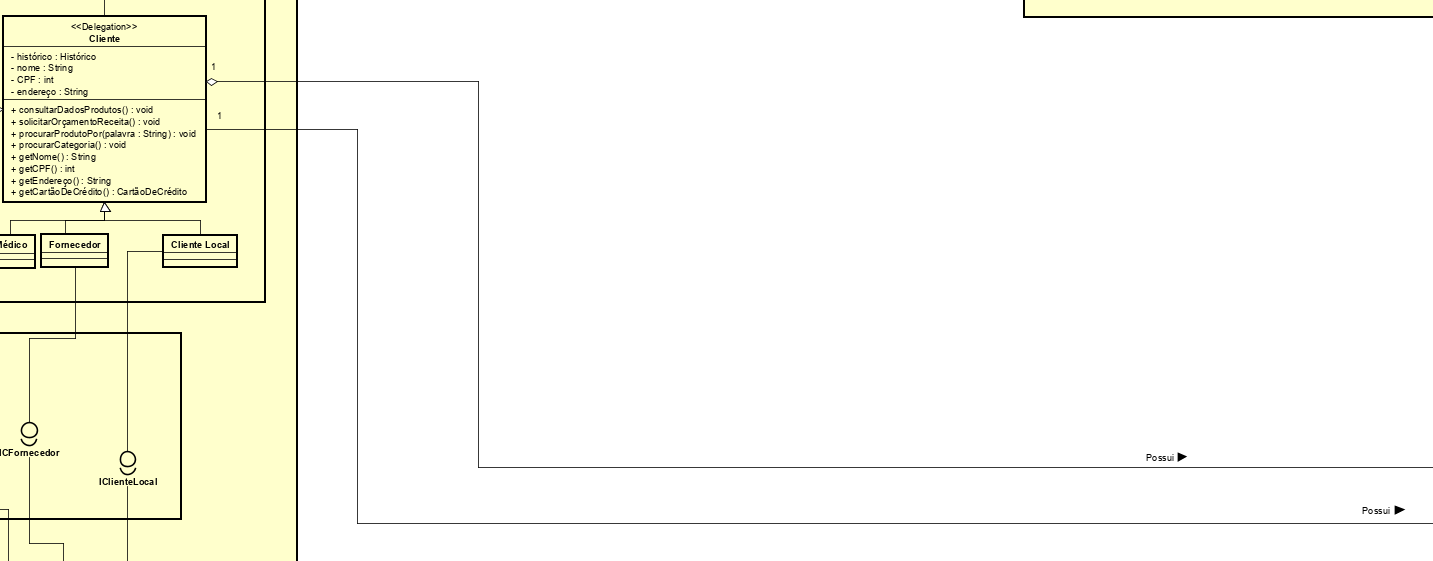 <<Delegation>>
Cliente
- histórico : Histórico
- nome : String
- CPF : int
- endereço : String
+ consultarDadosProdutos() : void
+ solicitarOrçamentoReceita() : void
+ procurarProdutoPor(palavra : String) : void
+ procurarCategoria() : void
+ getNome() : String
+ getCPF() : int
+ getEndereço() : String
+ getCartãoDeCrédito() : CartãoDeCrédito
1
1
Médico
Fornecedor
Cliente Local
ICFornecedor
IClienteLocal
Possui
Possui